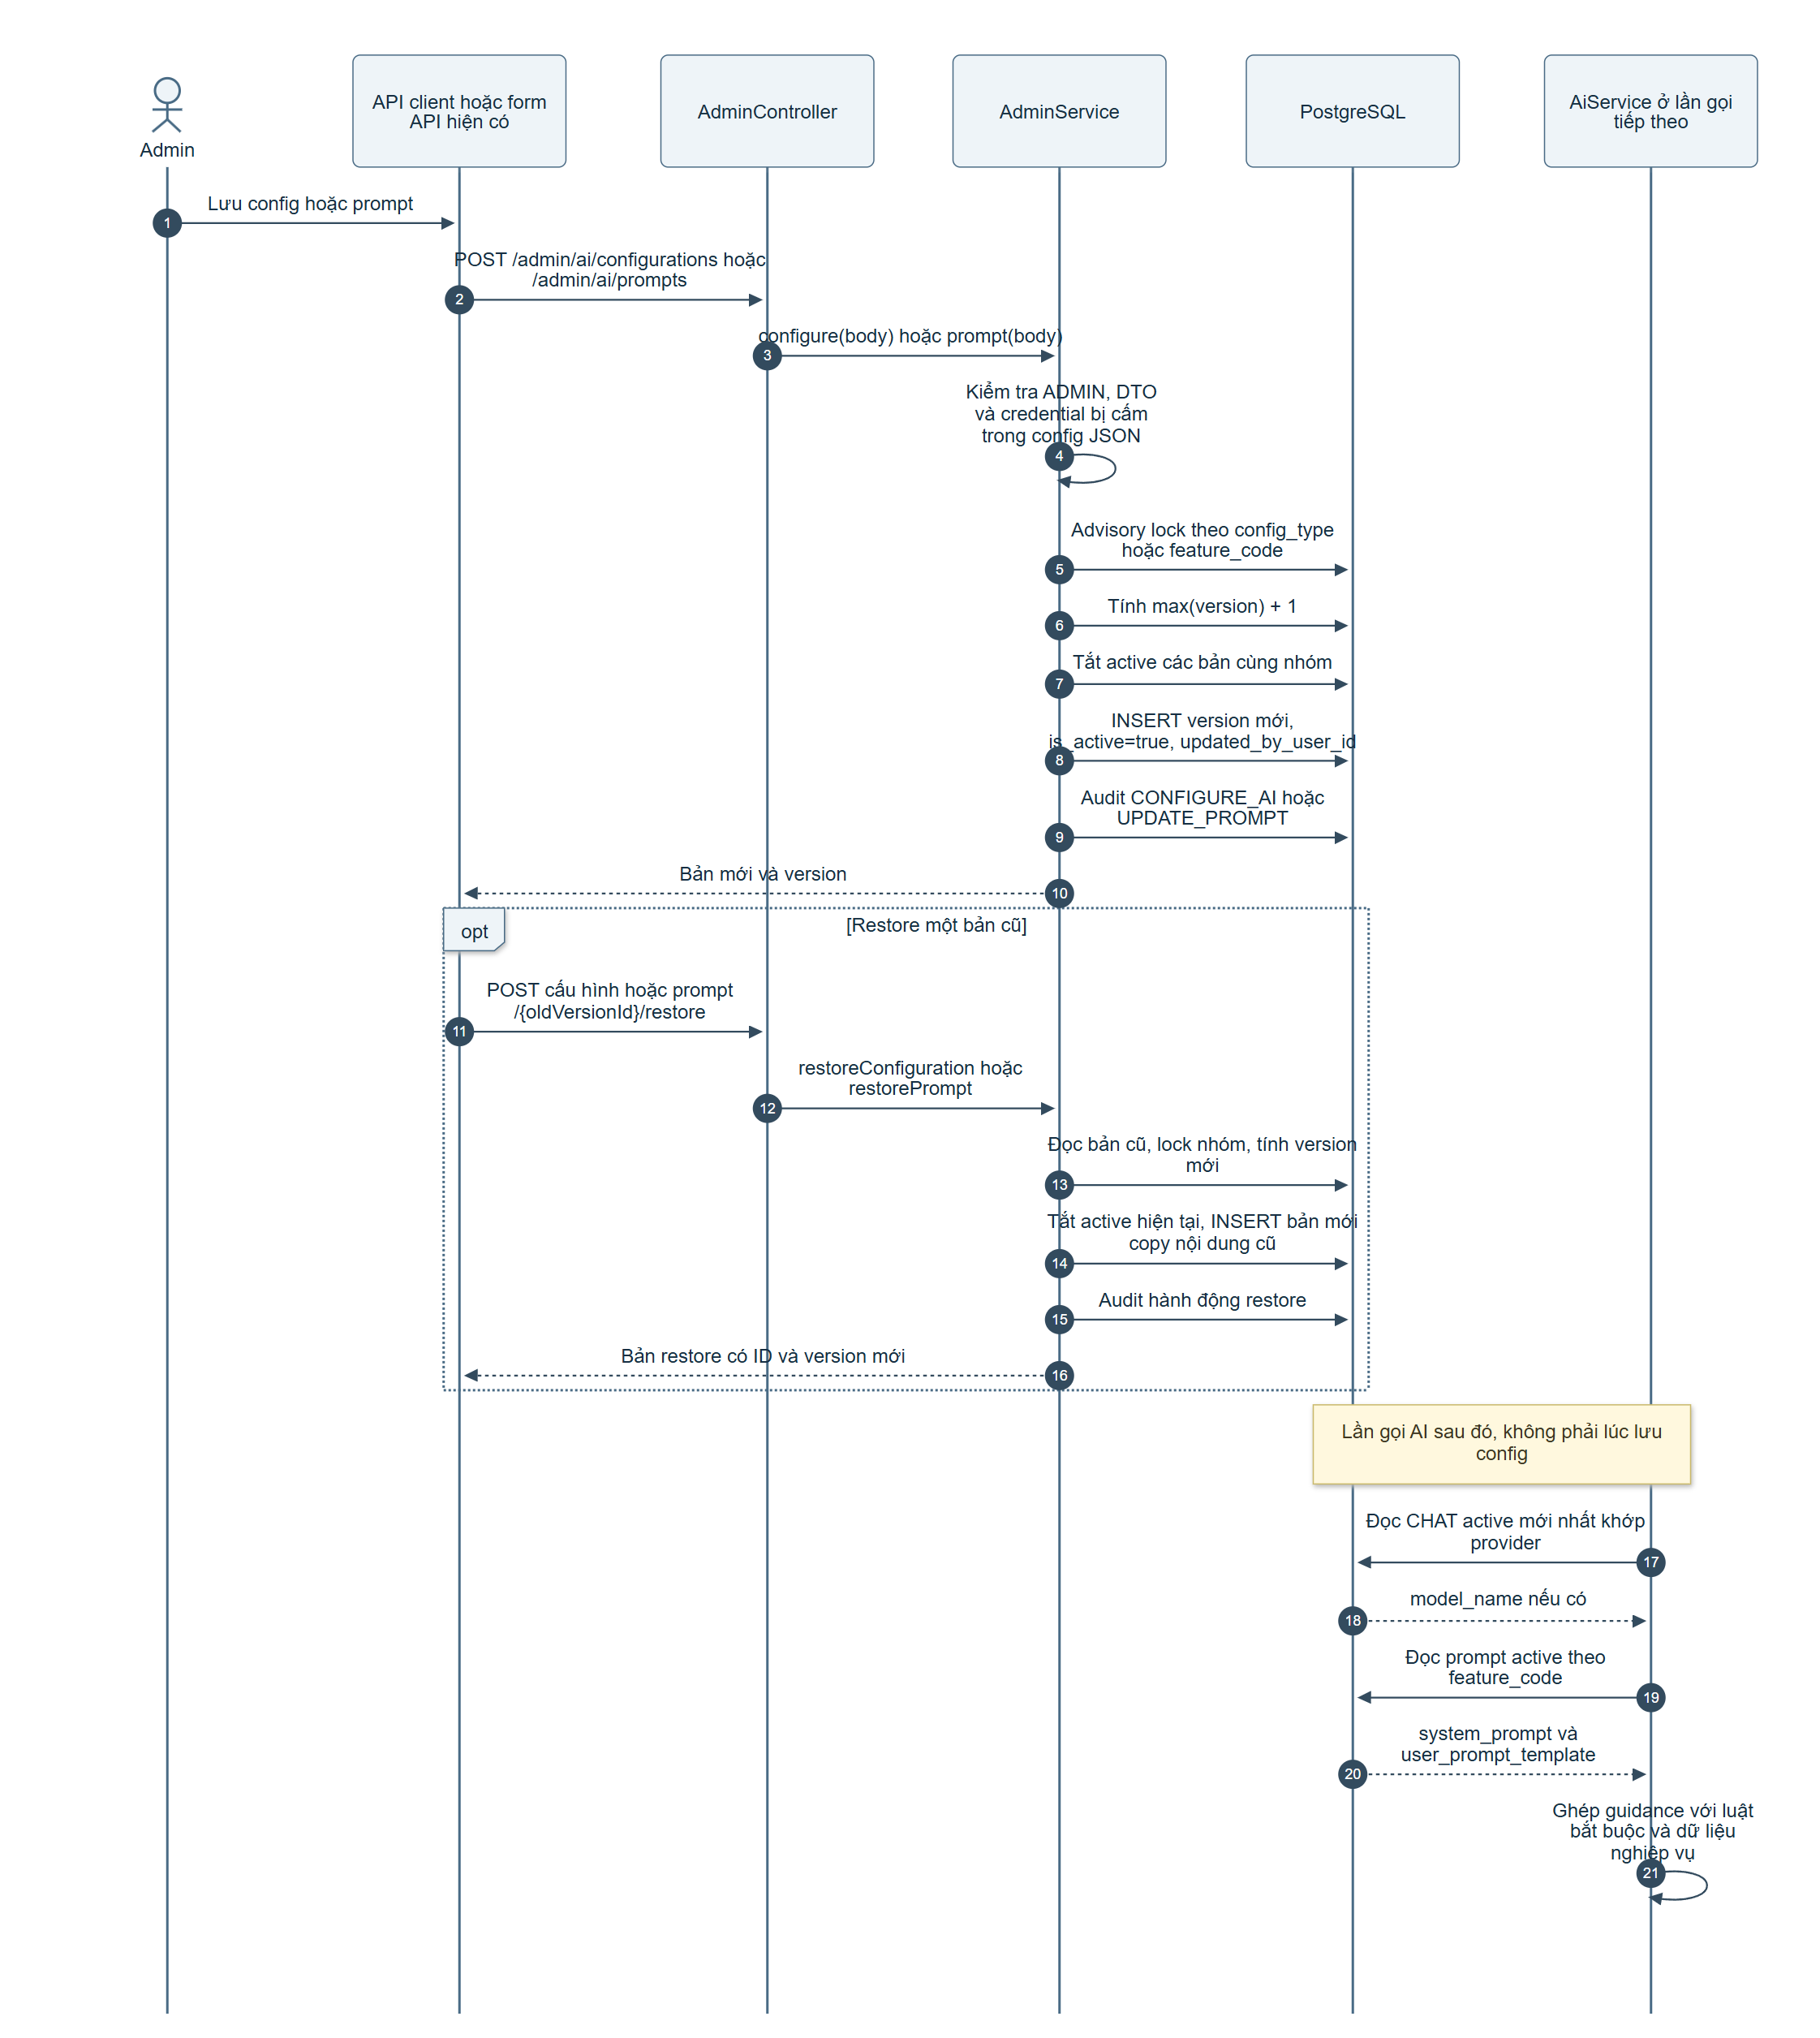 Admin
API client hoặc form
API hiện có
AdminController
AdminService
PostgreSQL
AiService ở lần gọi
tiếp theo
Lưu config hoặc prompt
1
POST /admin/ai/configurations hoặc
/admin/ai/prompts
2
configure(body) hoặc prompt(body)
3
Kiểm tra ADMIN, DTO
và credential bị cấm
trong config JSON
4
Advisory lock theo config_type
hoặc feature_code
5
Tính max(version) + 1
6
Tắt active các bản cùng nhóm
7
INSERT version mới,
is_active=true, updated_by_user_id
8
Audit CONFIGURE_AI hoặc
UPDATE_PROMPT
9
Bản mới và version
10
opt
[Restore một bản cũ]
POST cấu hình hoặc prompt
/{oldVersionId}/restore
11
restoreConfiguration hoặc
restorePrompt
12
Đọc bản cũ, lock nhóm, tính version
mới
13
Tắt active hiện tại, INSERT bản mới
copy nội dung cũ
14
Audit hành động restore
15
Bản restore có ID và version mới
16
Lần gọi AI sau đó, không phải lúc lưu
config
Đọc CHAT active mới nhất khớp
provider
17
model_name nếu có
18
Đọc prompt active theo
feature_code
19
system_prompt và
user_prompt_template
20
Ghép guidance với luật
bắt buộc và dữ liệu
nghiệp vụ
21